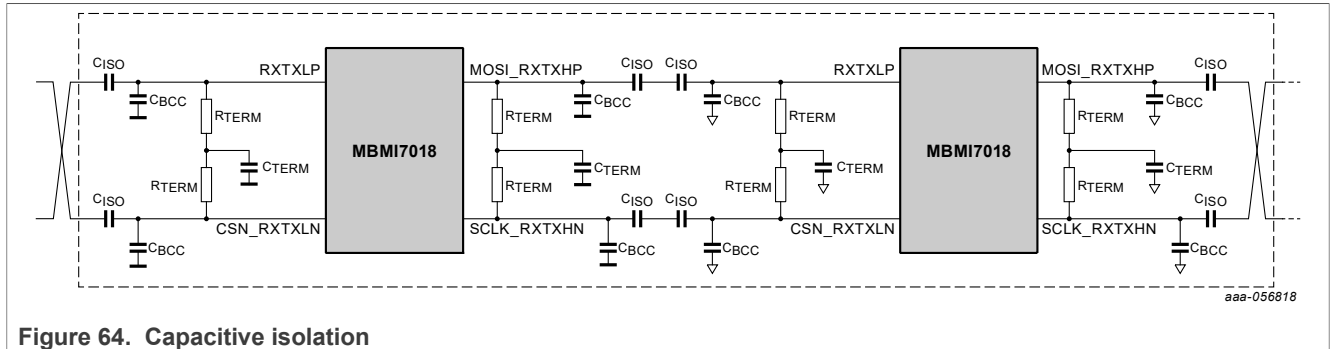 CISO CISO CISO CISO
RXTXLP MOSI_RXTXHP RXTXLP MOSI_RXTXHP
CBCC CBCC CBCC CBCC
RTERM RTERM RTERM RTERM
MBMI7018 MBMI7018
CTERM CTERM CTERM CTERM
RTERM RTERM RTERM RTERM
CISO CISO CISO CISO
CSN_RXTXLN SCLK_RXTXHN CSN_RXTXLN SCLK_RXTXHN
CBCC CBCC CBCC CBCC
aaa-056818
Figure 64. Capacitive isolation